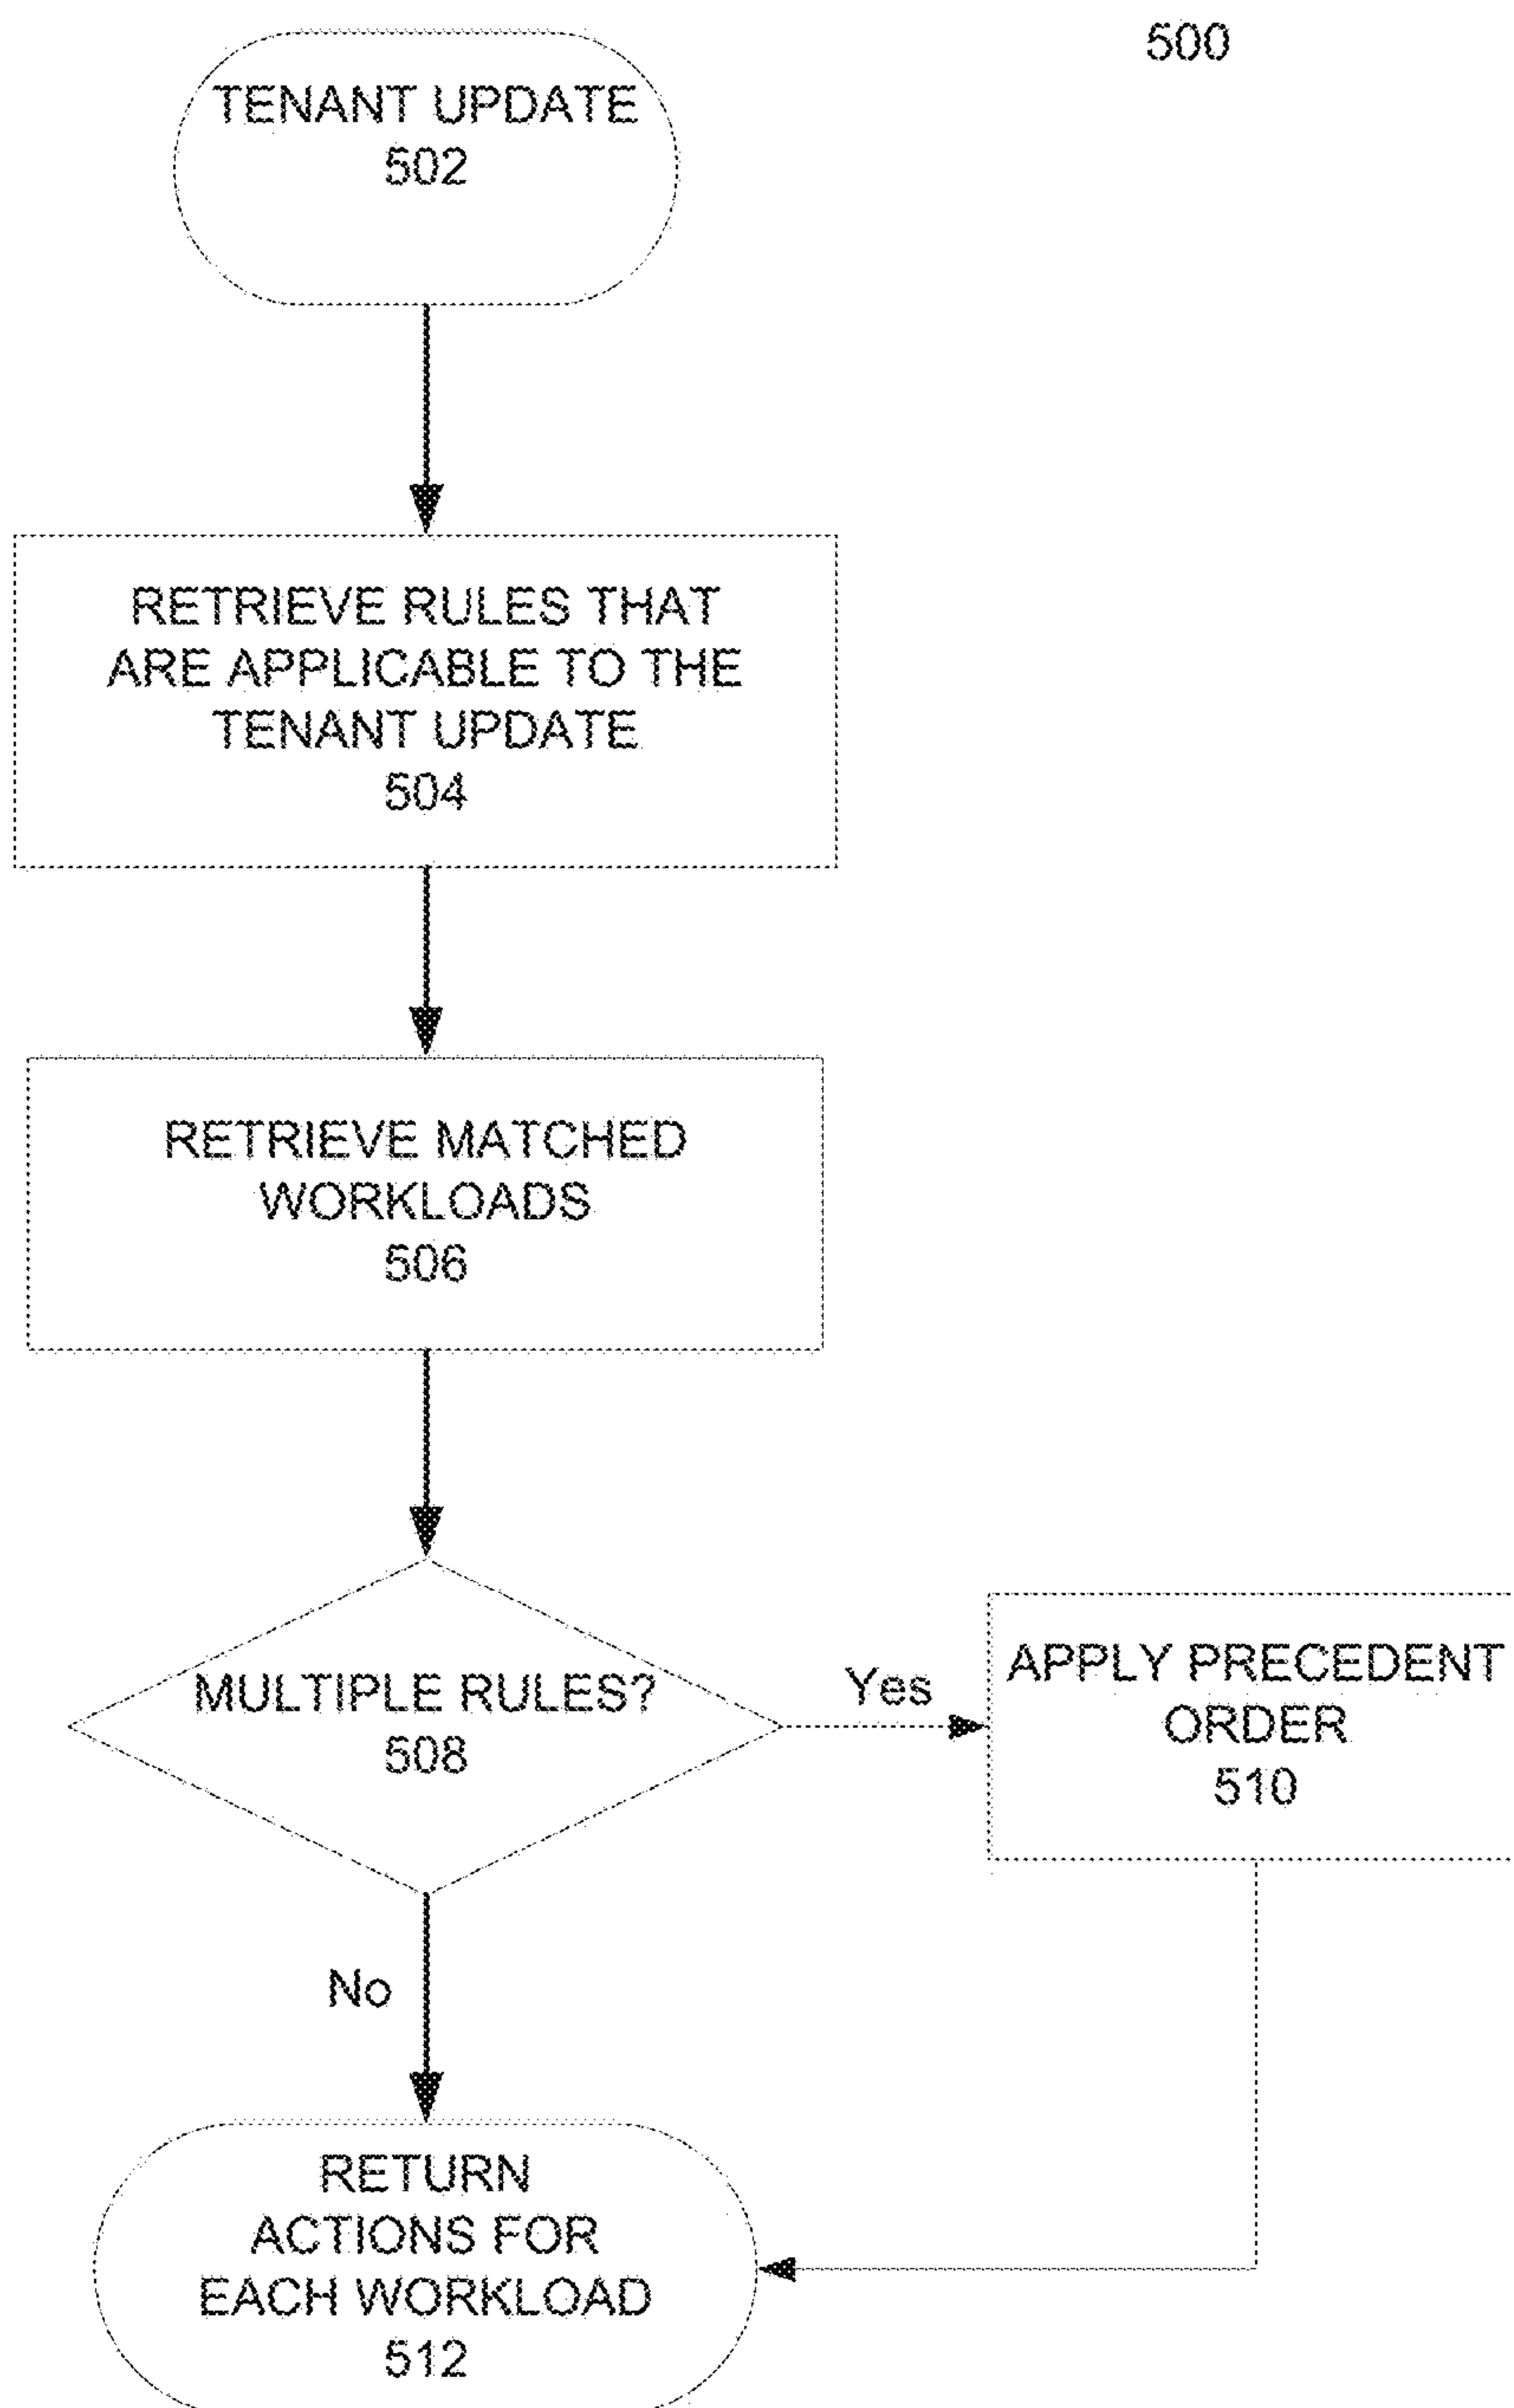 500
TENANT UPDATE
502
RETRIEVE RULES THAT
ARE APPLICABLE TO THE
TENANT UPDATE
504
RETRIEVE MATCHED
WORKLOADS
506
MULTIPLE RULES?
508
Yes
APPLY PRECEDENT
ORDER
510
No
RETURN
ACTIONS FOR
EACH WORKLOAD
512